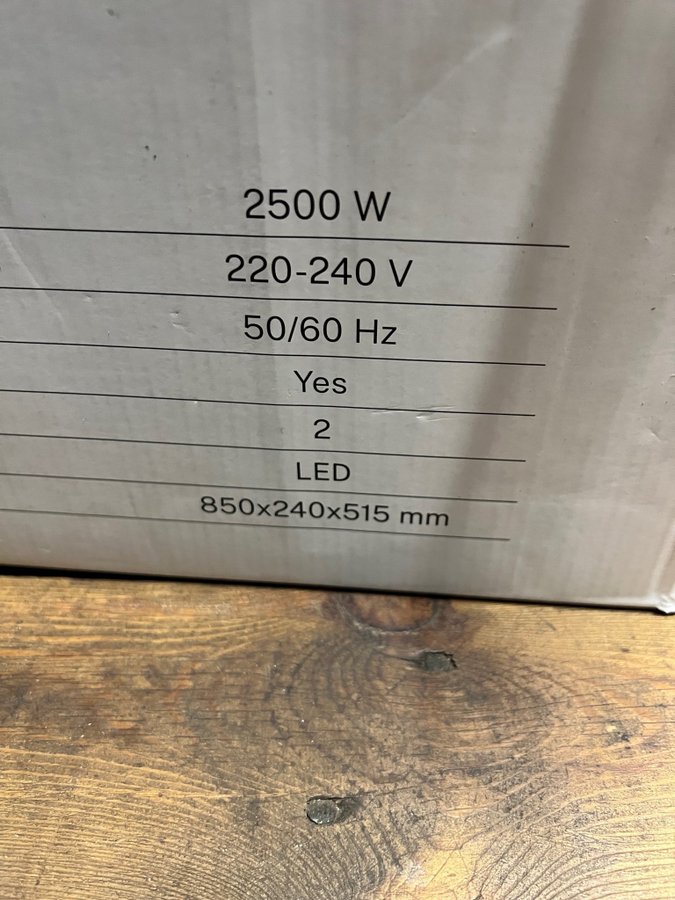 2500 W
220-240 V
50/60 Hz
Yes
2
LED
850x240x515 mm